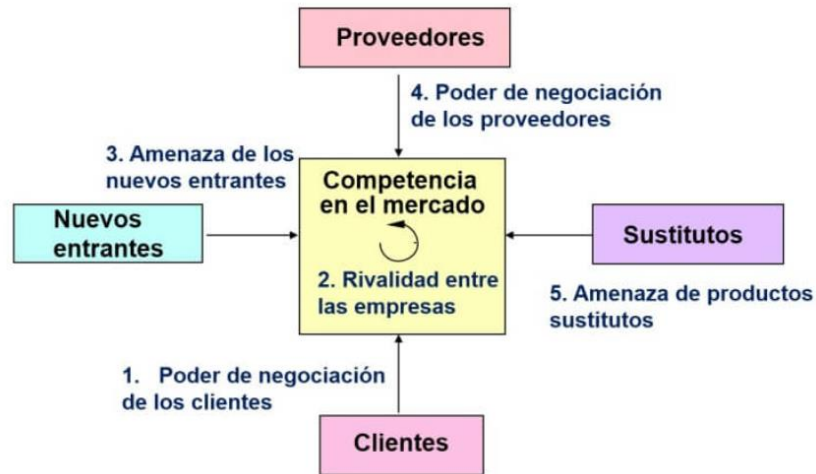 Proveedores
4. Poder de negociación
de los proveedores
3. Amenaza de los
nuevos entrantes
Competencia
en el mercado
Nuevos
entrantes
Sustitutos
2. Rivalidad entre
las empresas
5. Amenaza de productos
sustitutos
1. Poder de negociación
de los clientes
Clientes